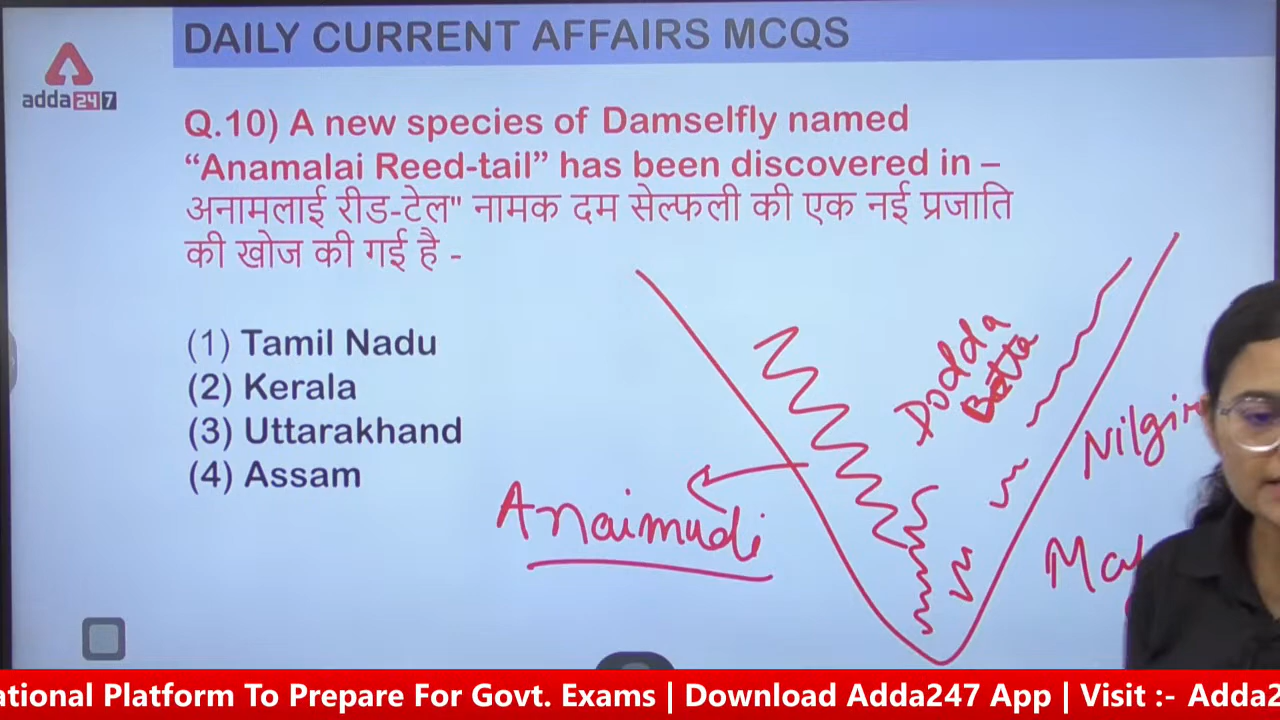 DAILY CURRENT AFFAIRS MCQS
adda247
Q.10) A new species of Damselfly named
“Anamalai Reed-tail” has been discovered in –
अनामलाई रीड-टेल" नामक दम सेल्फली की एक नई प्रजाति
की खोज की गई है -
(1) Tamil Nadu
(2) Kerala
(3) Uttarakhand
(4) Assam
Dodda
Betta
Anaimudi
ational Platform To Prepare For Govt. Exams | Download Adda247 App | Visit :- Adda2